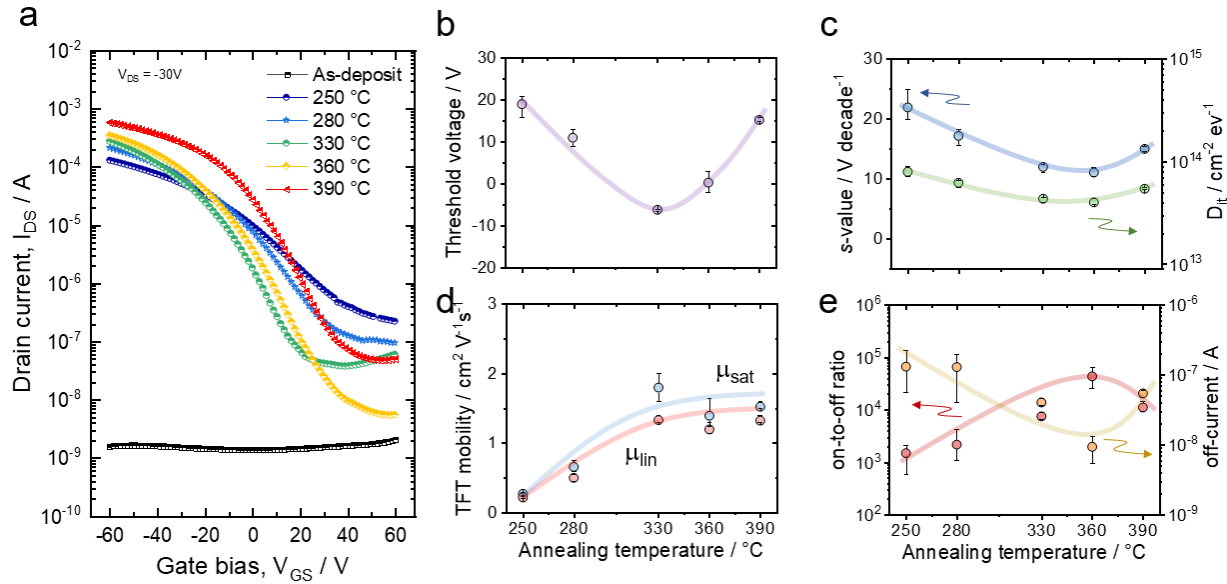 a
Drain current, I_DS / A
10^-2
10^-3
10^-4
10^-5
10^-6
10^-7
10^-8
10^-9
10^-10
V_DS = -30V
As-deposit
250 °C
280 °C
330 °C
360 °C
390 °C
-60 -40 -20 0 20 40 60
Gate bias, V_GS / V
b
Threshold voltage / V
30
20
10
0
-10
-20
c
s-value / V decade^-1
30
20
10
0
10^15
10^14
10^13
D_It / cm^-2 ev^-1
d
TFT mobility / cm^2 V^-1s^-1
3
2
1
0
μ_sat
μ_lin
250 280 330 360 390
Annealing temperature / °C
e
on-to-off ratio
10^6
10^5
10^4
10^3
10^2
10^-6
10^-7
10^-8
10^-9
off-current / A
250 280 330 360 390
Annealing temperature / °C